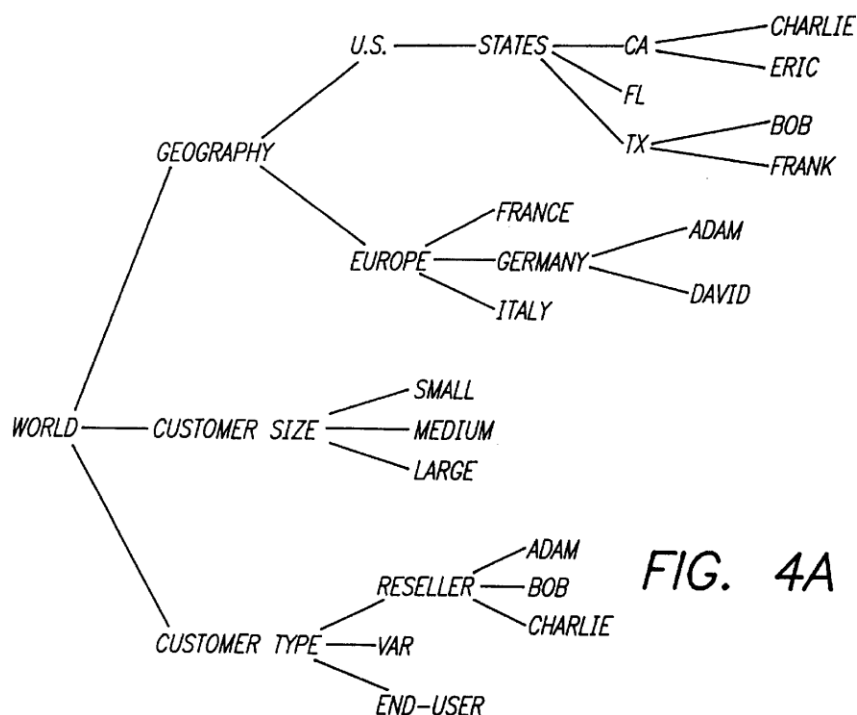 U.S. STATES CA CHARLIE
ERIC
FL
GEOGRAPHY TX BOB
FRANK
FRANCE ADAM
EUROPE GERMANY
ITALY DAVID
SMALL
WORLD CUSTOMER SIZE MEDIUM
LARGE
ADAM
RESELLER BOB
CHARLIE
CUSTOMER TYPE VAR
END-USER
FIG. 4A